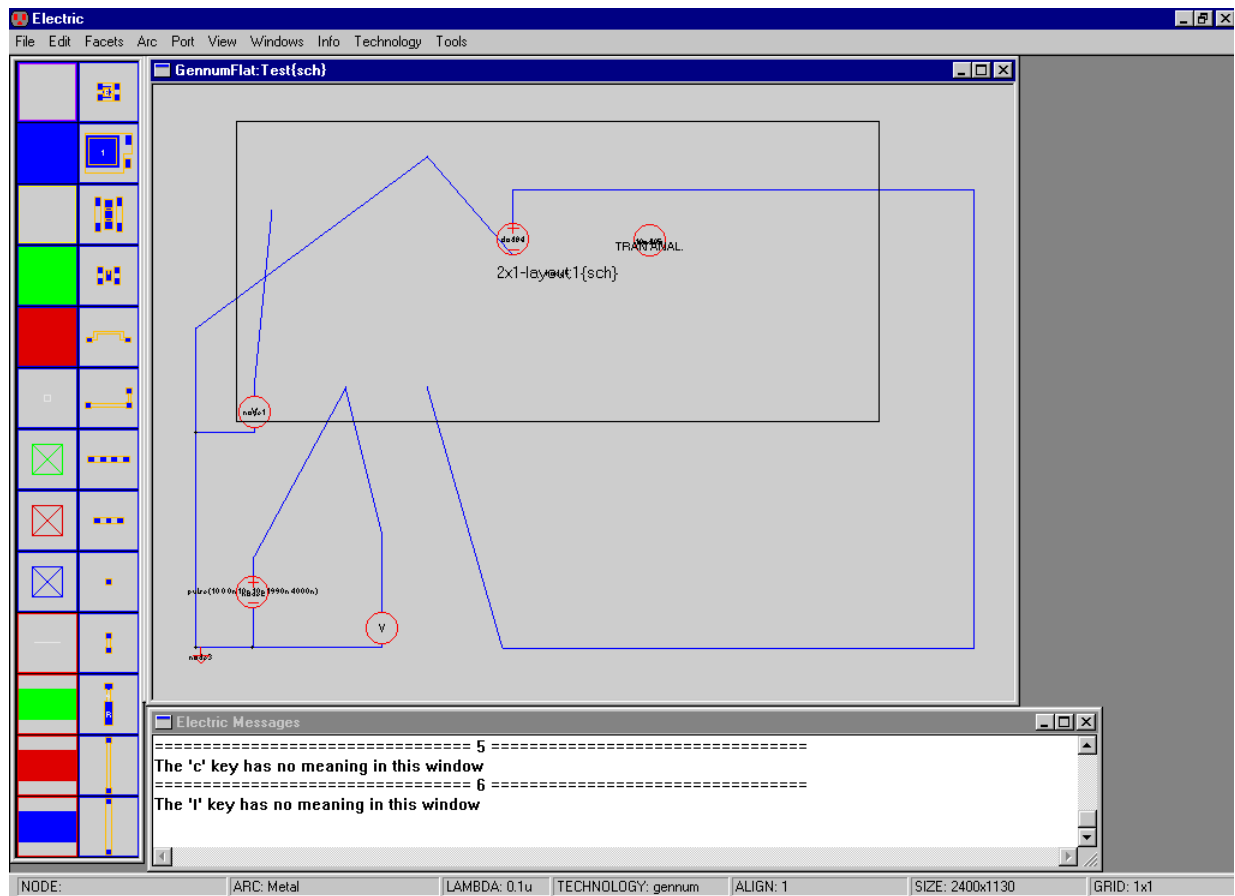 Electric
File Edit Facets Arc Port View Windows Info Technology Tools
GennumFlat:Test{sch}
1
TRAN ANAL.
2x1-layout1{sch}
V
R
Electric Messages
================================= 5 =================================
The 'c' key has no meaning in this window
================================= 6 =================================
The 'l' key has no meaning in this window
NODE: ARC: Metal LAMBDA: 0.1u TECHNOLOGY: gennum ALIGN: 1 SIZE: 2400x1130 GRID: 1x1